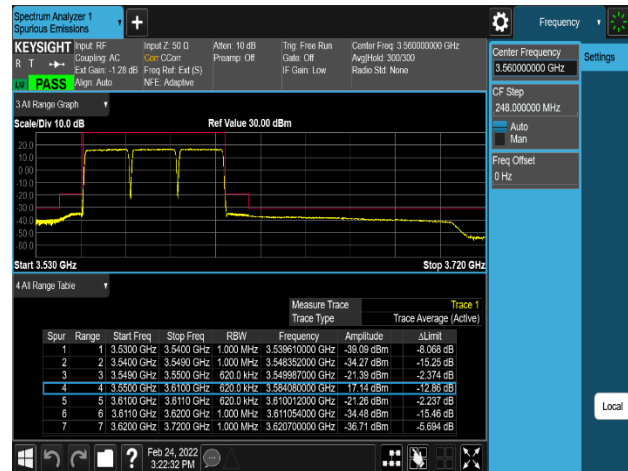 Spectrum Analyzer 1
Spurious Emissions
Frequency
KEYSIGHT Input: RF Input Z: 50 Ω Atten: 10 dB Trig: Free Run Center Freq: 3.560000000 GHz
R T Coupling: AC Corr CCorr Preamp: Off Gate: Off Avg|Hold: 300/300
Ext Gain: -1.28 dB Freq Ref: Ext (S) IF Gain: Low Radio Std: None
PASS Align: Auto NFE: Adaptive
Center Frequency
3.560000000 GHz
Settings
CF Step
248.000000 MHz
Auto
Man
Freq Offset
0 Hz
3 All Range Graph
Scale/Div 10.0 dB Ref Value 30.00 dBm
20.0
10.0
0.00
-10.0
-20.0
-30.0
-40.0
-50.0
-60.0
Start 3.530 GHz Stop 3.720 GHz
4 All Range Table
Measure Trace Trace 1
Trace Type Trace Average (Active)
Spur Range Start Freq Stop Freq RBW Frequency Amplitude ΔLimit
1 1 3.5300 GHz 3.5400 GHz 1.000 MHz 3.539610000 GHz -39.09 dBm -8.068 dB
2 2 3.5400 GHz 3.5490 GHz 1.000 MHz 3.548352000 GHz -34.27 dBm -15.25 dB
3 3 3.5490 GHz 3.5500 GHz 620.0 kHz 3.549987000 GHz -21.39 dBm -2.374 dB
4 4 3.5500 GHz 3.6100 GHz 620.0 kHz 3.584080000 GHz 17.14 dBm -12.86 dB
5 5 3.6100 GHz 3.6110 GHz 620.0 kHz 3.610012000 GHz -21.26 dBm -2.237 dB
6 6 3.6110 GHz 3.6200 GHz 1.000 MHz 3.611054000 GHz -34.48 dBm -15.46 dB
7 7 3.6200 GHz 3.7200 GHz 1.000 MHz 3.620700000 GHz -36.71 dBm -5.694 dB
Local
Feb 24, 2022
3:22:32 PM